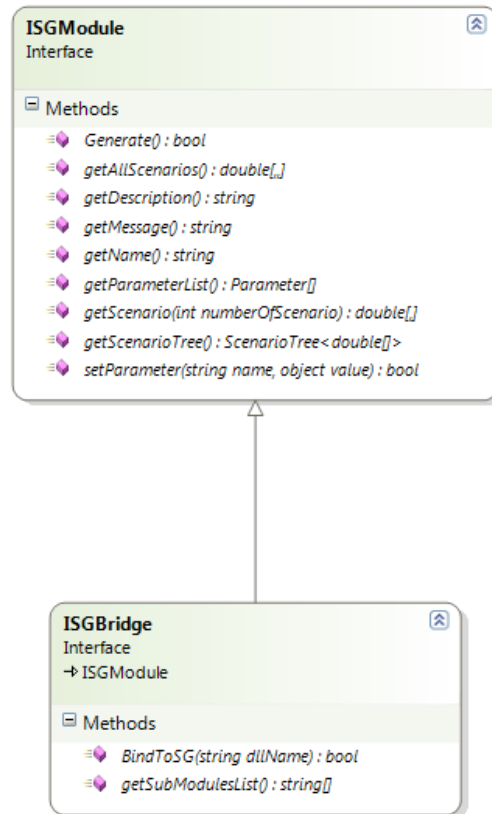 ISGModule
Interface
Methods
Generate() : bool
getAllScenarios() : double[,,]
getDescription() : string
getMessage() : string
getName() : string
getParameterList() : Parameter[]
getScenario(int numberOfScenario) : double[,]
getScenarioTree() : ScenarioTree<double[]>
setParameter(string name, object value) : bool
ISGBridge
Interface
ISGModule
Methods
BindToSG(string dllName) : bool
getSubModulesList() : string[]